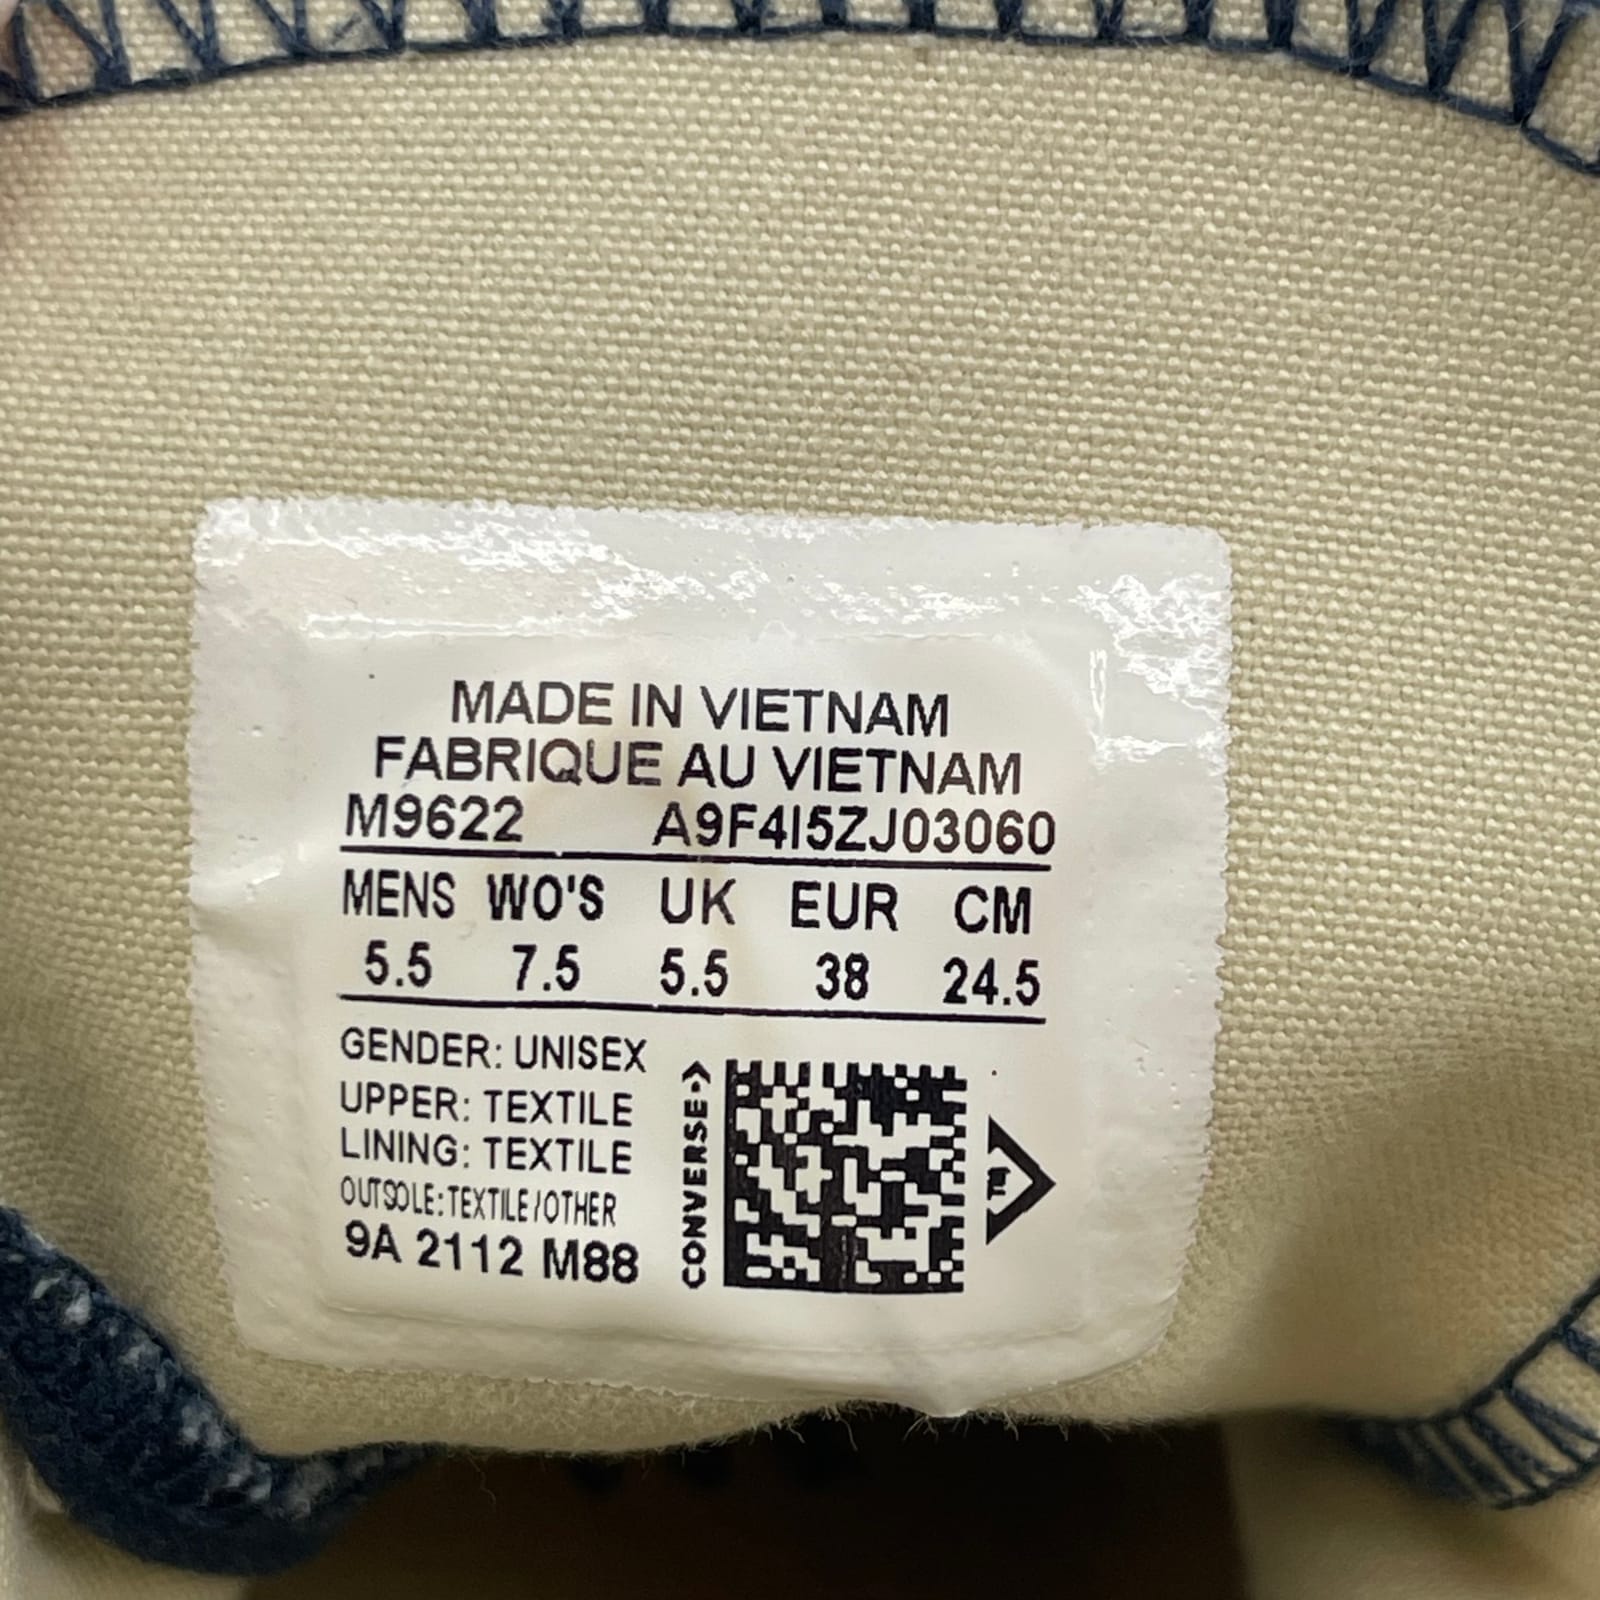 MADE IN VIETNAM
FABRIQUE AU VIETNAM
M9622 A9F4I5ZJ03060
MENS WO'S UK EUR CM
5.5 7.5 5.5 38 24.5
GENDER: UNISEX
UPPER: TEXTILE
LINING: TEXTILE
OUTSOLE:TEXTILE/OTHER
9A 2112 M88
CONVERSE